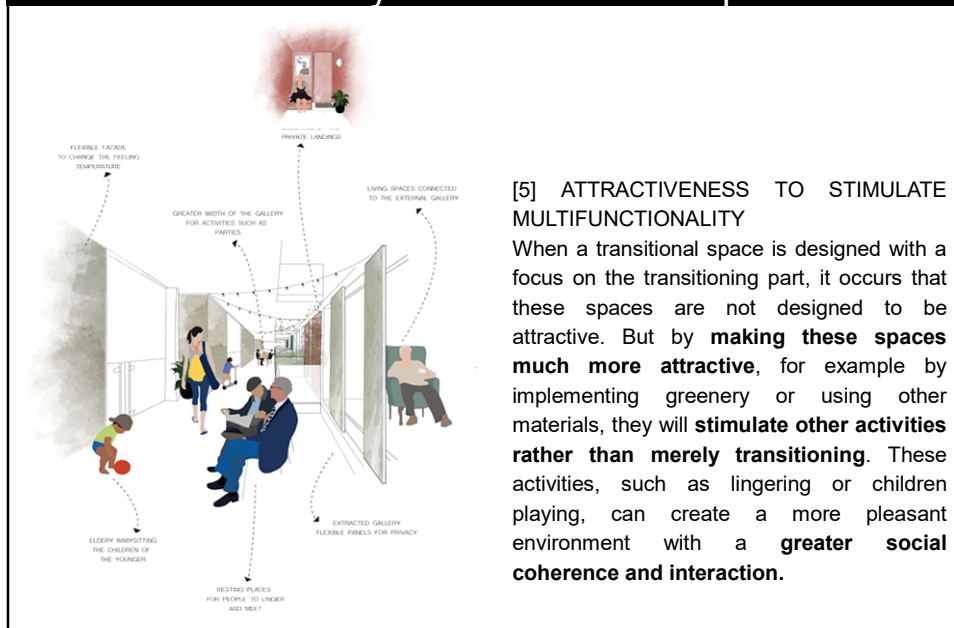 PRIVATE LANDINGS
FLEXIBLE FACADE
TO CHANGE THE FEELING
TEMPERATURE
LIVING SPACES CONNECTED
TO THE EXTERNAL GALLERY
GREATER WIDTH OF THE GALLERY
FOR ACTIVITIES SUCH AS
PARTIES
ELDERY BABYSITTING
THE CHILDREN OF
THE YOUNGER
EXTRACTED GALLERY
FLEXIBLE PANELS FOR PRIVACY
RESTING PLACES
FOR PEOPLE TO LINGER
AND MEET
[5] ATTRACTIVENESS TO STIMULATE
MULTIFUNCTIONALITY
When a transitional space is designed with a
focus on the transitioning part, it occurs that
these spaces are not designed to be
attractive. But by making these spaces
much more attractive, for example by
implementing greenery or using other
materials, they will stimulate other activities
rather than merely transitioning. These
activities, such as lingering or children
playing, can create a more pleasant
environment with a greater social
coherence and interaction.